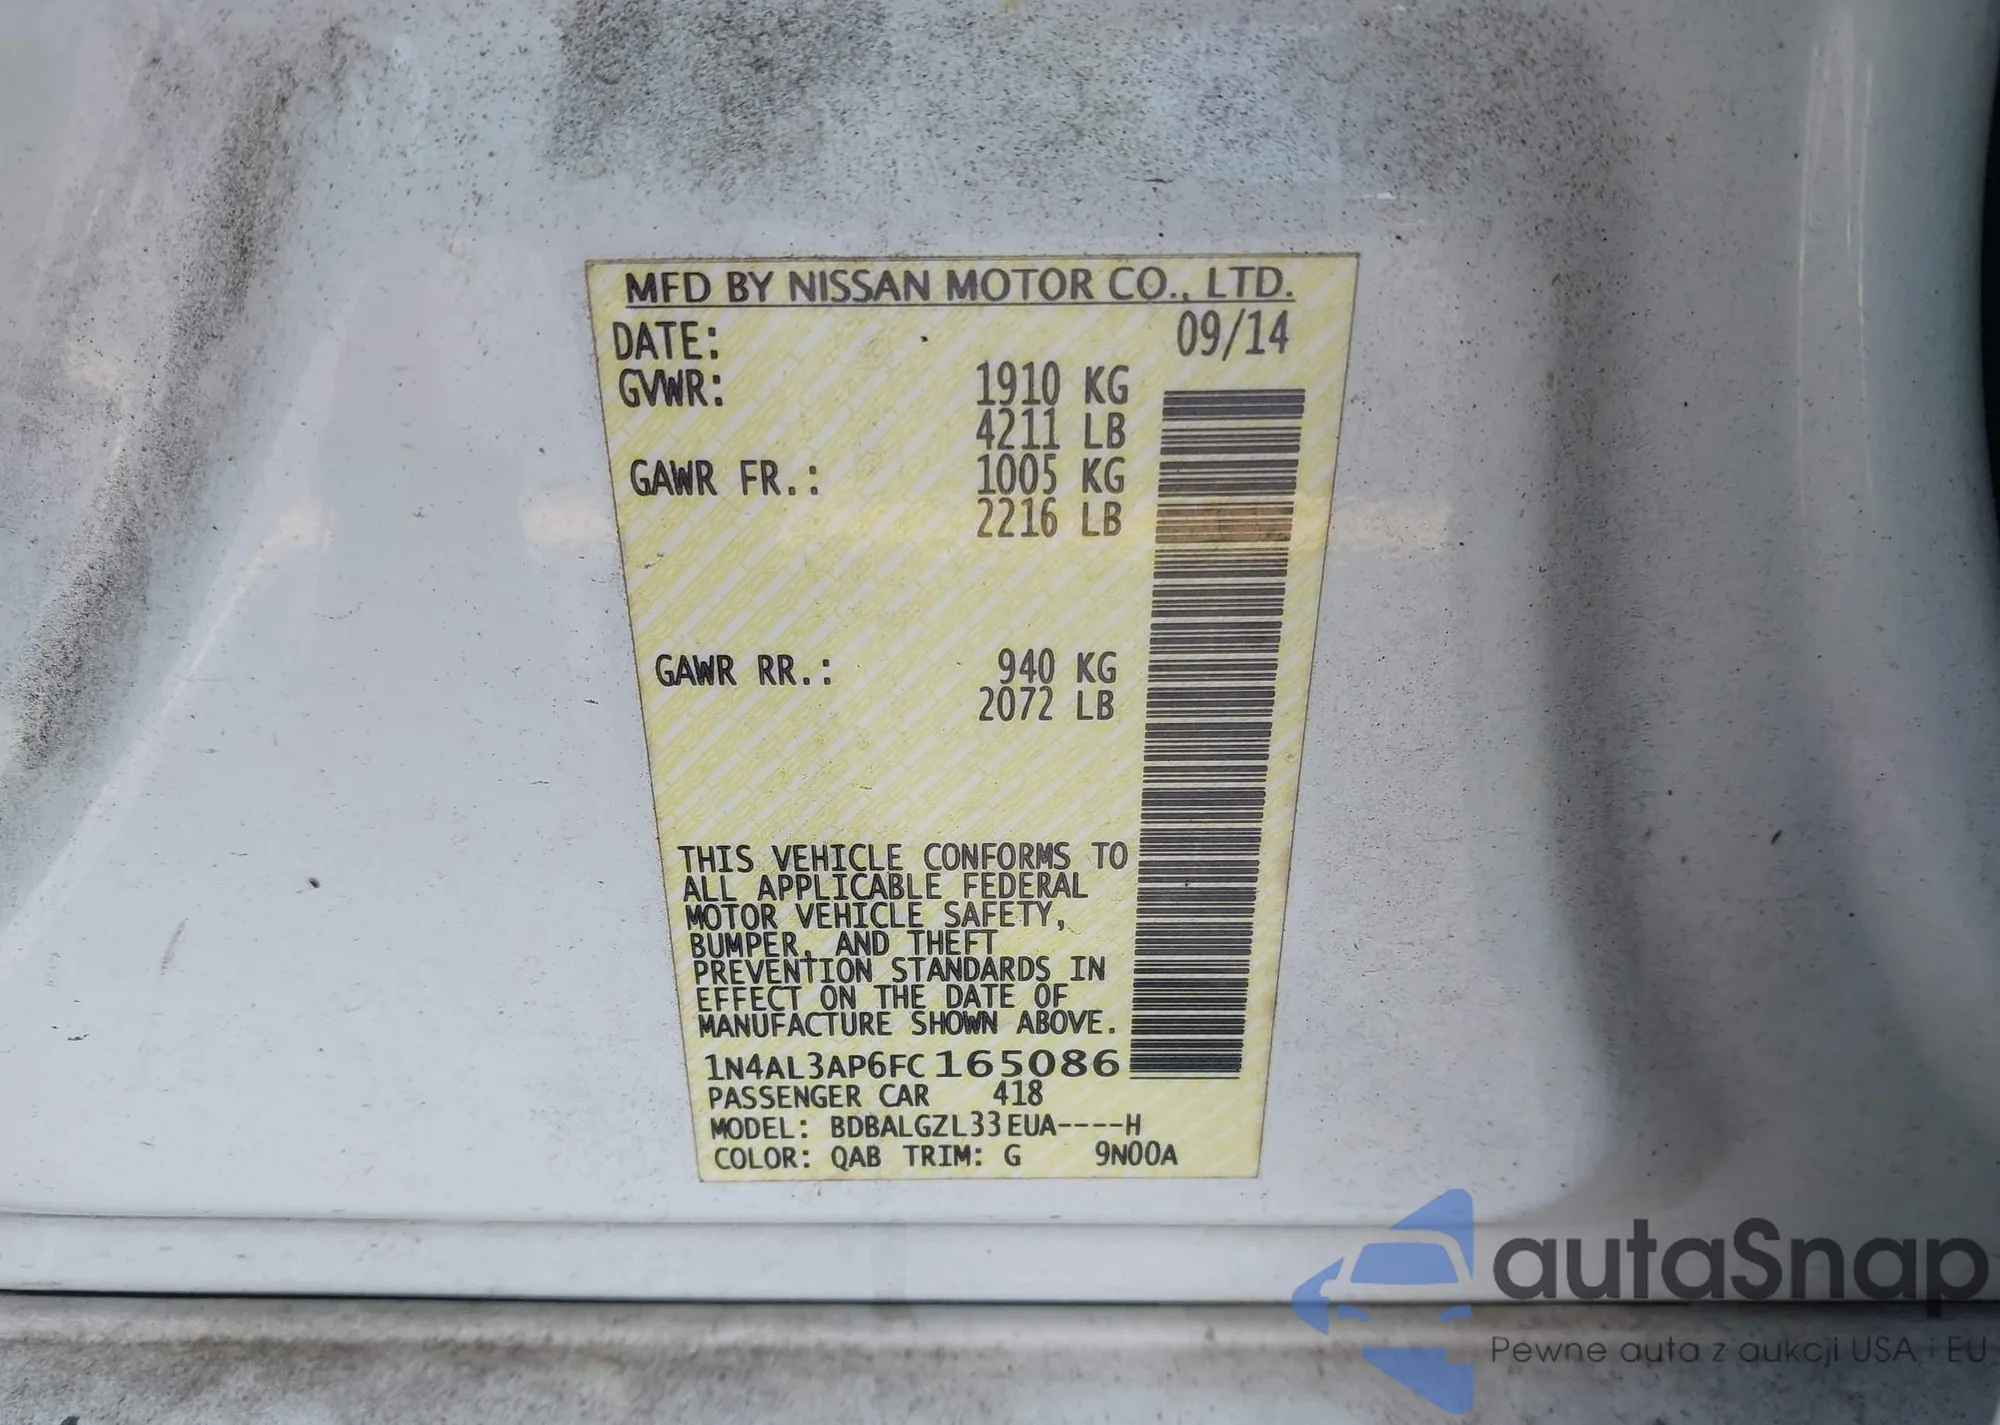 MFD BY NISSAN MOTOR CO., LTD.
DATE: 09/14
GVWR: 1910 KG
4211 LB
GAWR FR.: 1005 KG
2216 LB
GAWR RR.: 940 KG
2072 LB
THIS VEHICLE CONFORMS TO
ALL APPLICABLE FEDERAL
MOTOR VEHICLE SAFETY,
BUMPER, AND THEFT
PREVENTION STANDARDS IN
EFFECT ON THE DATE OF
MANUFACTURE SHOWN ABOVE.
1N4AL3AP6FC165086
PASSENGER CAR 418
MODEL: BDBALGZL33EUA----H
COLOR: QAB TRIM: G 9N00A
autaSnap
Pewne auta z aukcji USA i EU